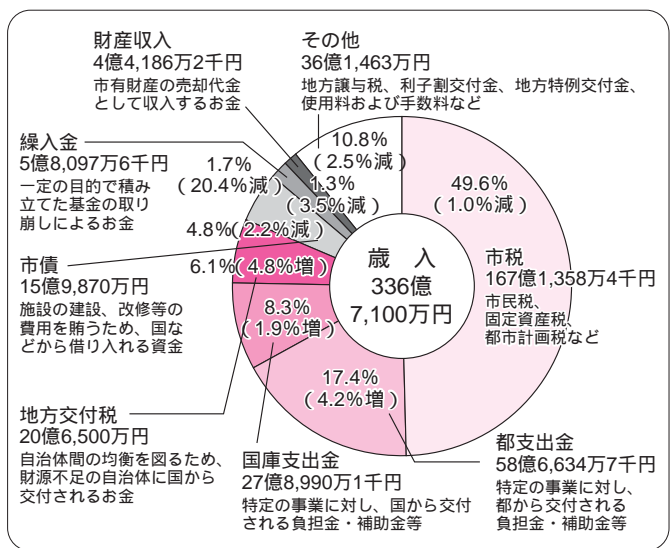 財産収入
4億4,186万2千円
市有財産の売却代金
として収入するお金
その他
36億1,463万円
地方譲与税、利子割交付金、地方特例交付金、
使用料および手数料など
繰入金
5億8,097万6千円
一定の目的で積み
立てた基金の取り
崩しによるお金
1.7%
（20.4%減）
1.3%
（3.5%減）
10.8%
（2.5%減）
49.6%
（1.0%減）
市税
167億1,358万4千円
市民税、
固定資産税、
都市計画税など
歳　入
336億
7,100万円
4.8%（2.2%減）
市債
15億9,870万円
施設の建設、改修等の
費用を賄うため、国な
どから借り入れる資金
6.1%（4.8%増）
8.3%
（1.9%増）
17.4%
（4.2%増）
地方交付税
20億6,500万円
自治体間の均衡を図るため、
財源不足の自治体に国から
交付されるお金
国庫支出金
27億8,990万1千円
特定の事業に対し、国から交付
される負担金・補助金等
都支出金
58億6,634万7千円
特定の事業に対し、
都から交付される
負担金・補助金等